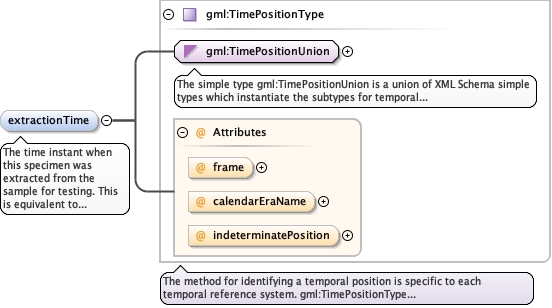 gml:TimePositionType
gml:TimePositionUnion
The simple type gml:TimePositionUnion is a union of XML Schema simple
types which instantiate the subtypes for temporal...
extractionTime
The time instant when
this specimen was
extracted from the
sample for testing. This
is equivalent to...
@ Attributes
@ frame
@ calendarEraName
@ indeterminatePosition
The method for identifying a temporal position is specific to each
temporal reference system. gml:TimePositionType...